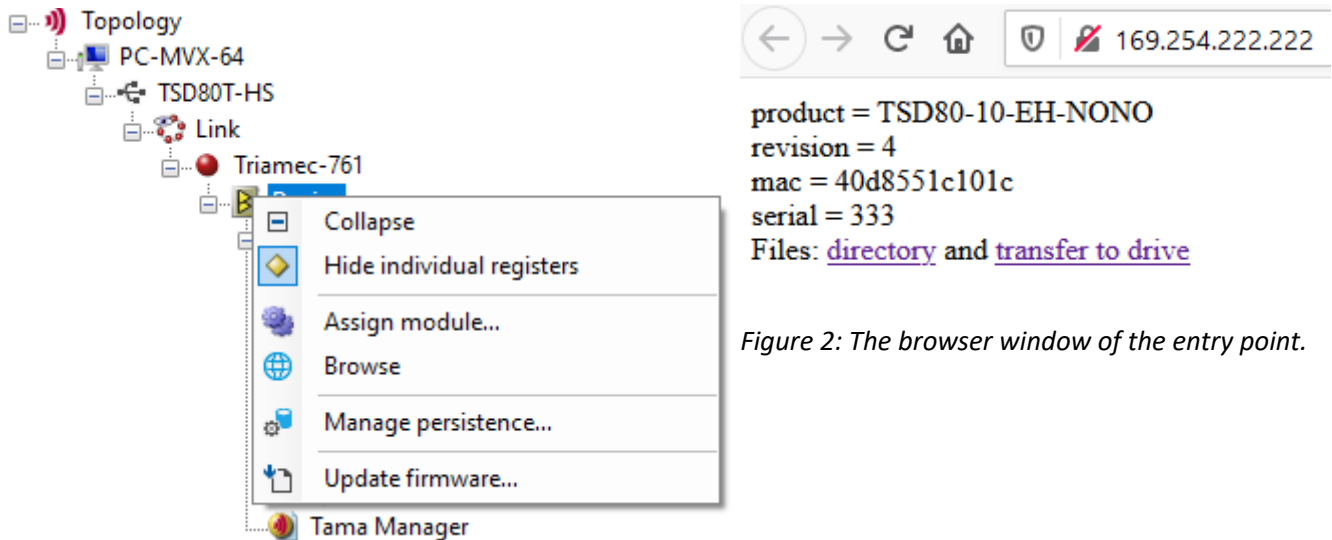 Topology
PC-MVX-64
TSD80T-HS
Link
Triamec-761
Collapse
Hide individual registers
Assign module...
Browse
Manage persistence...
Update firmware...
Tama Manager
169.254.222.222
product = TSD80-10-EH-NONO
revision = 4
mac = 40d8551c101c
serial = 333
Files: directory and transfer to drive
Figure 2: The browser window of the entry point.